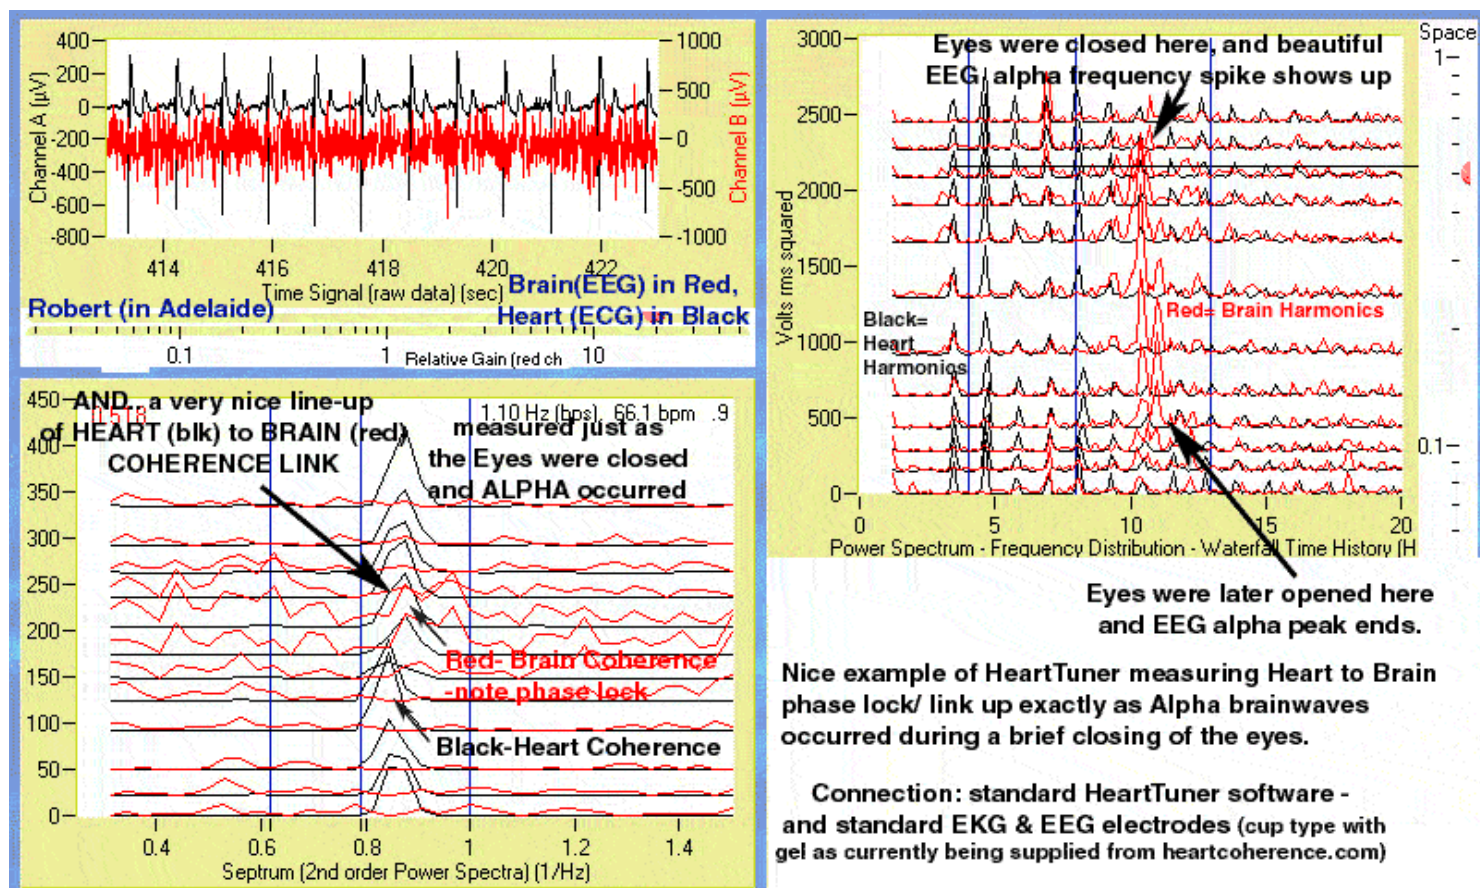 400
200
0
-200
-400
-600
-800
Channel A (µV)
1000
500
0
-500
-1000
Channel B (µV)
414
416
418
420
422
Time Signal (raw data) (sec)
Robert (in Adelaide)
Brain(EEG) in Red,
Heart (ECG) in Black
0.1
1
10
Relative Gain (red ch
450
400
350
300
250
200
150
100
50
0
0.518
1.10 Hz (bps), 66.1 bpm .9
AND.. a very nice line-up
of HEART (blk) to BRAIN (red)
COHERENCE LINK
measured just as
the Eyes were closed
and ALPHA occurred
Red- Brain Coherence
-note phase lock
Black-Heart Coherence
0.4
0.6
0.8
1
1.2
1.4
Septrum (2nd order Power Spectra) (1/Hz)
3000
2500
2000
1500
1000
500
0
Volts rms squared
Eyes were closed here, and beautiful
EEG alpha frequency spike shows up
Black=
Heart
Harmonics
Red= Brain Harmonics
0
5
10
15
20
Power Spectrum - Frequency Distribution - Waterfall Time History (H
Space
1
0.1
Eyes were later opened here
and EEG alpha peak ends.
Nice example of HeartTuner measuring Heart to Brain
phase lock/ link up exactly as Alpha brainwaves
occurred during a brief closing of the eyes.
Connection: standard HeartTuner software -
and standard EKG & EEG electrodes (cup type with
gel as currently being supplied from heartcoherence.com)